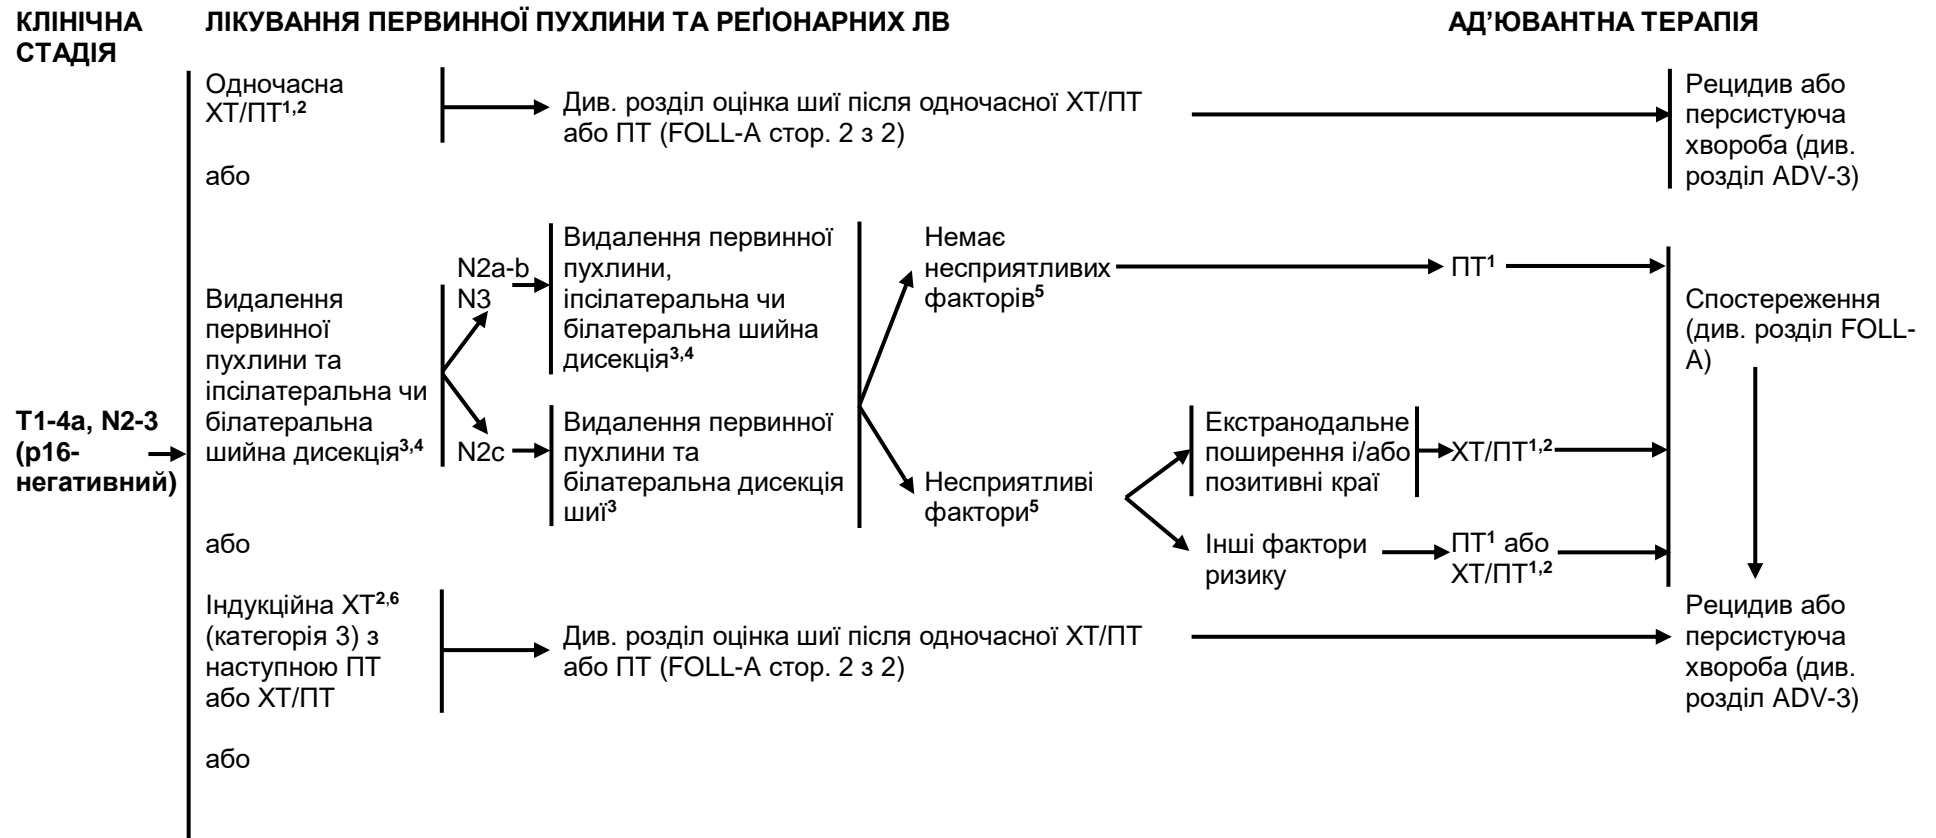 КЛІНІЧНА
СТАДІЯ
ЛІКУВАННЯ ПЕРВИННОЇ ПУХЛИНИ ТА РЕҐІОНАРНИХ ЛВ
АД’ЮВАНТНА ТЕРАПІЯ
T1-4a, N2-3
(p16-
негативний)
Одночасна
ХТ/ПТ1,2
Див. розділ оцінка шиї після одночасної ХТ/ПТ
або ПТ (FOLL-A стор. 2 з 2)
Рецидив або
персистуюча
хвороба (див.
розділ ADV-3)
або
Видалення
первинної
пухлини та
іпсілатеральна чи
білатеральна
шийна дисекція3,4
N2a-b
N3
N2c
Видалення первинної
пухлини,
іпсілатеральна чи
білатеральна шийна
дисекція3,4
Видалення первинної
пухлини та
білатеральна дисекція
шиї3
Немає
несприятливих
факторів5
ПТ1
Несприятливі
фактори5
Екстранодальне
поширення і/або
позитивні краї
ХТ/ПТ1,2
Інші фактори
ризику
ПТ1 або
ХТ/ПТ1,2
Спостереження
(див. розділ FOLL-
A)
або
Індукційна ХТ2,6
(категорія 3) з
наступною ПТ
або ХТ/ПТ
Див. розділ оцінка шиї після одночасної ХТ/ПТ
або ПТ (FOLL-A стор. 2 з 2)
Рецидив або
персистуюча
хвороба (див.
розділ ADV-3)
або